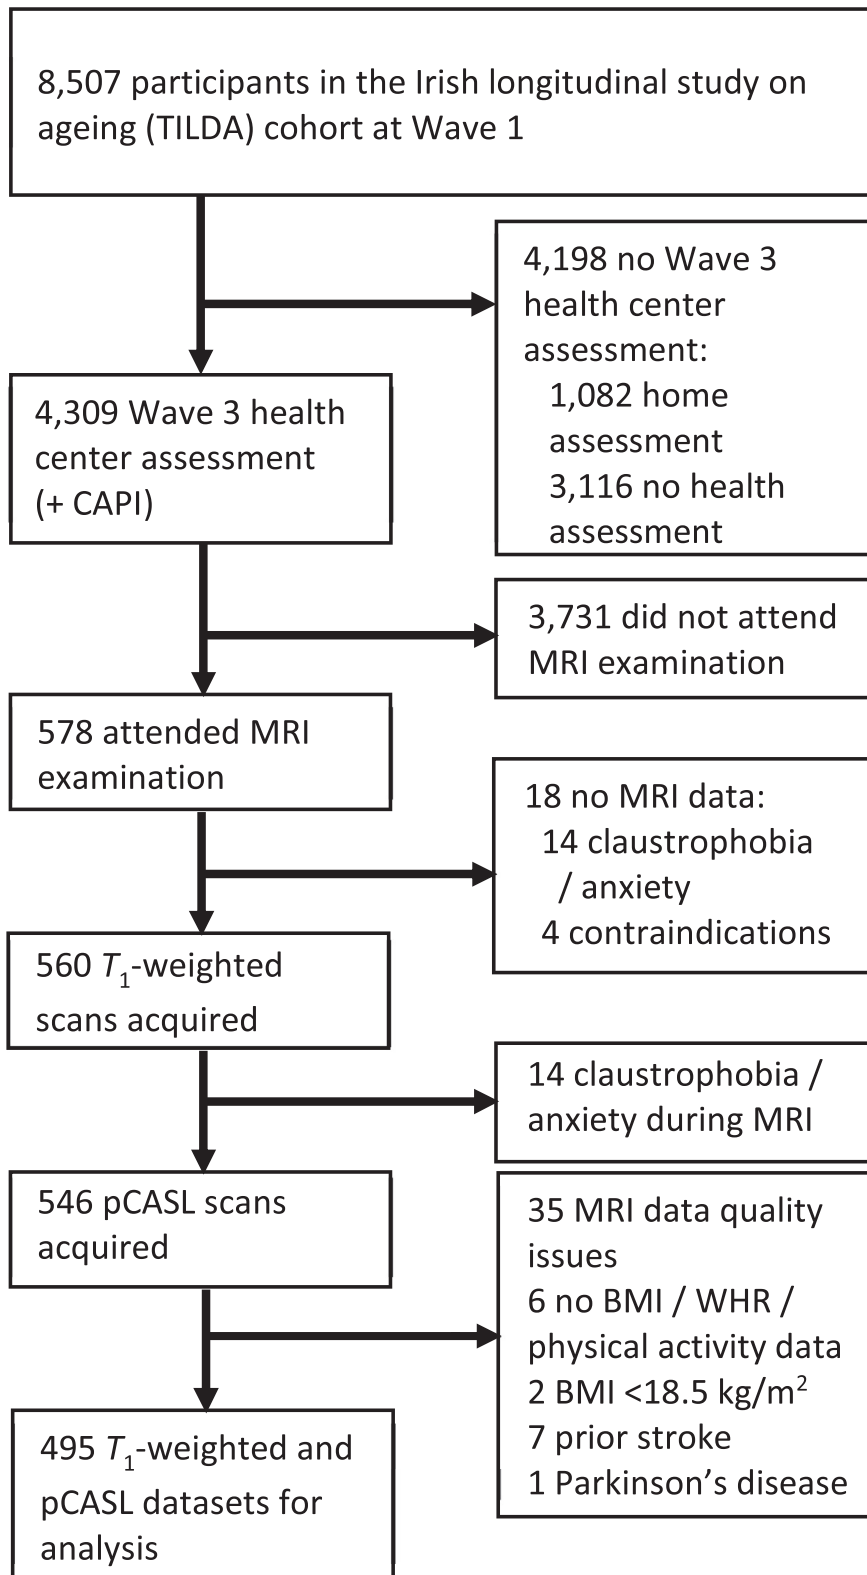 8,507 participants in the Irish longitudinal study on
ageing (TILDA) cohort at Wave 1
4,198 no Wave 3
health center
assessment:
1,082 home
assessment
3,116 no health
assessment
4,309 Wave 3 health
center assessment
(+ CAPI)
3,731 did not attend
MRI examination
578 attended MRI
examination
18 no MRI data:
14 claustrophobia
/ anxiety
4 contraindications
560 T₁-weighted
scans acquired
14 claustrophobia /
anxiety during MRI
546 pCASL scans
acquired
35 MRI data quality
issues
6 no BMI / WHR /
physical activity data
2 BMI <18.5 kg/m²
7 prior stroke
1 Parkinson’s disease
495 T₁-weighted and
pCASL datasets for
analysis